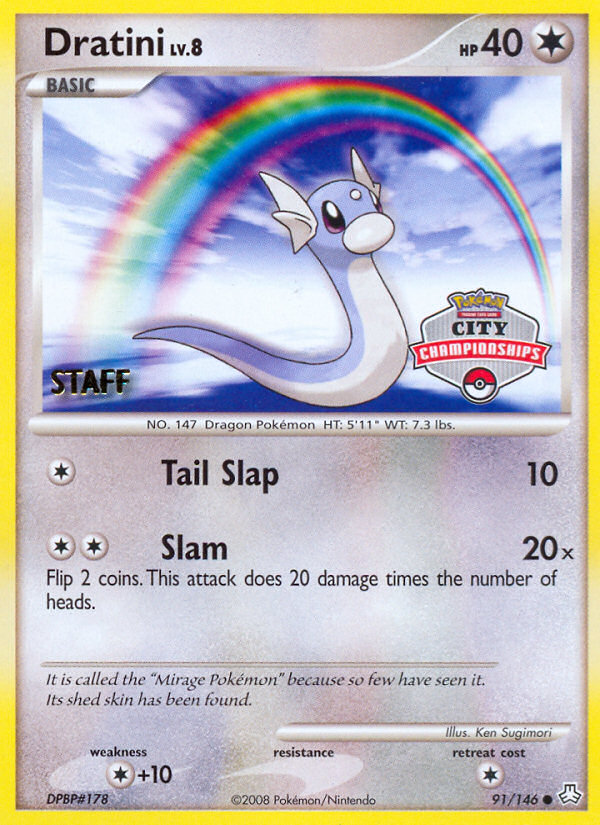 Dratini LV.8
HP 40
BASIC
Pokémon
TRADING CARD GAME
CITY
CHAMPIONSHIPS
STAFF
NO. 147 Dragon Pokémon HT: 5'11" WT: 7.3 lbs.
Tail Slap 10
Slam 20x
Flip 2 coins. This attack does 20 damage times the number of
heads.
It is called the “Mirage Pokémon” because so few have seen it.
Its shed skin has been found.
Illus. Ken Sugimori
weakness resistance retreat cost
+10
DPBP#178 ©2008 Pokémon/Nintendo 91/146